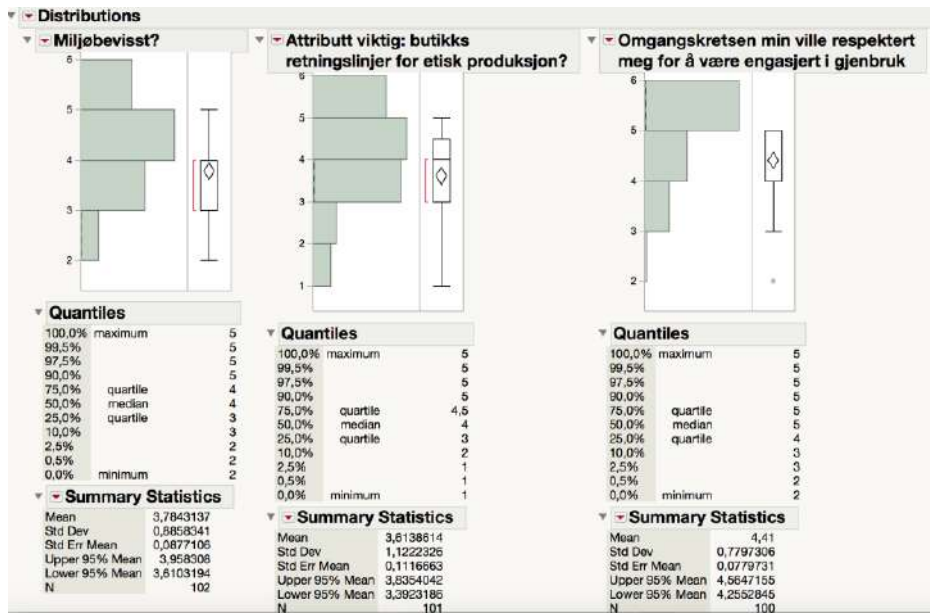 Distributions
Miljøbevisst?
6
5
4
3
2
Quantiles
100,0% maximum 5
99,5% 5
97,5% 5
90,0% 5
75,0% quartile 4
50,0% median 4
25,0% quartile 3
10,0% 3
2,5% 2
0,5% 2
0,0% minimum 2
Summary Statistics
Mean 3,7843137
Std Dev 0,8858341
Std Err Mean 0,0877106
Upper 95% Mean 3,958308
Lower 95% Mean 3,6103194
N 102
Attributt viktig: butikks
retningslinjer for etisk produksjon?
6
5
4
3
2
1
Quantiles
100,0% maximum 5
99,5% 5
97,5% 5
90,0% 5
75,0% quartile 4,5
50,0% median 4
25,0% quartile 3
10,0% 2
2,5% 1
0,5% 1
0,0% minimum 1
Summary Statistics
Mean 3,6138614
Std Dev 1,1222326
Std Err Mean 0,1116663
Upper 95% Mean 3,8354042
Lower 95% Mean 3,3923186
N 101
Omgangskretsen min ville respektert
meg for å være engasjert i gjenbruk
6
5
4
3
2
Quantiles
100,0% maximum 5
99,5% 5
97,5% 5
90,0% 5
75,0% quartile 5
50,0% median 5
25,0% quartile 4
10,0% 3
2,5% 3
0,5% 2
0,0% minimum 2
Summary Statistics
Mean 4,41
Std Dev 0,7797306
Std Err Mean 0,0779731
Upper 95% Mean 4,5647155
Lower 95% Mean 4,2552845
N 100